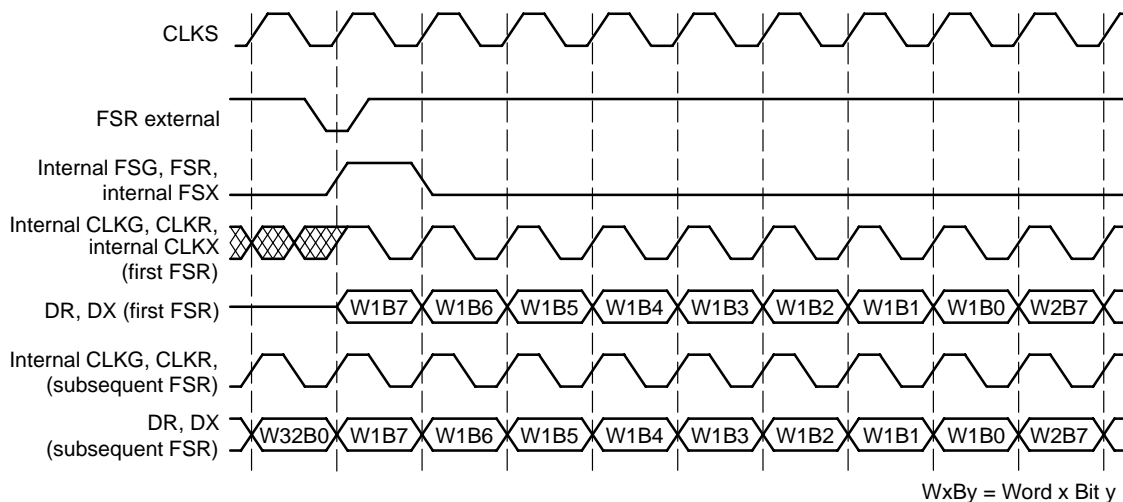 CLKS
FSR external
Internal FSG, FSR,
internal FSX
Internal CLKG, CLKR,
internal CLKX
(first FSR)
DR, DX (first FSR)
W1B7 W1B6 W1B5 W1B4 W1B3 W1B2 W1B1 W1B0 W2B7
Internal CLKG, CLKR,
(subsequent FSR)
DR, DX
(subsequent FSR)
W32B0 W1B7 W1B6 W1B5 W1B4 W1B3 W1B2 W1B1 W1B0 W2B7
WxBy = Word x Bit y